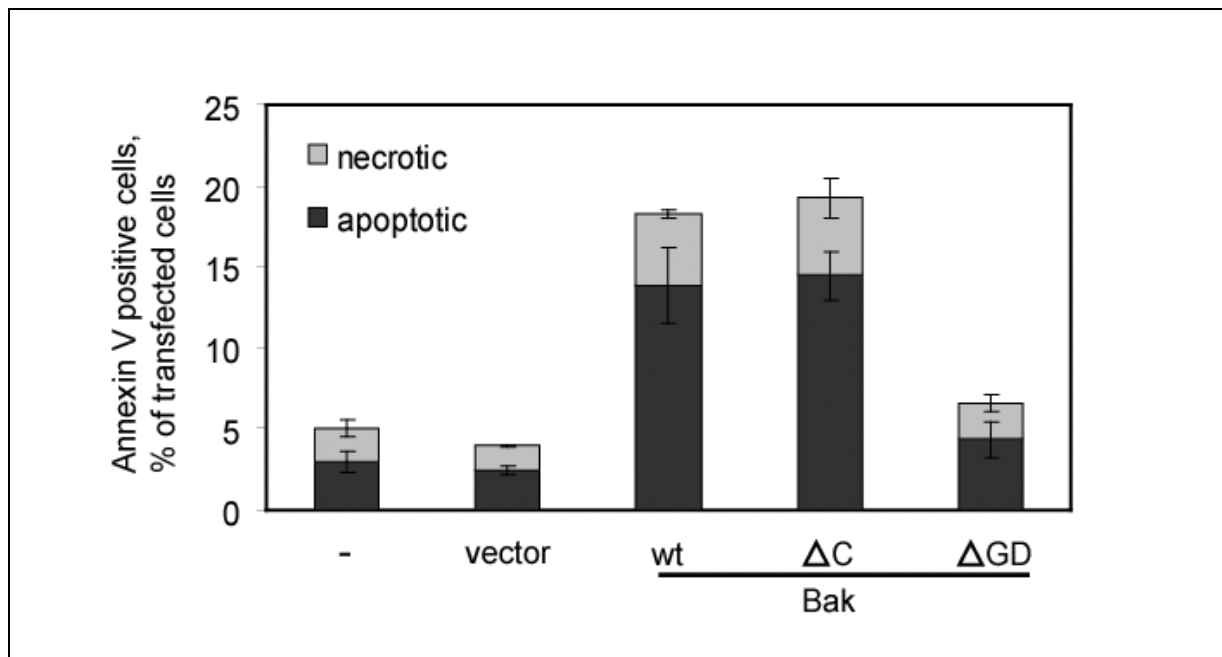 Annexin V positive cells,
% of transfected cells
25
20
15
10
5
0
necrotic
apoptotic
- vector wt ΔC ΔGD
Bak